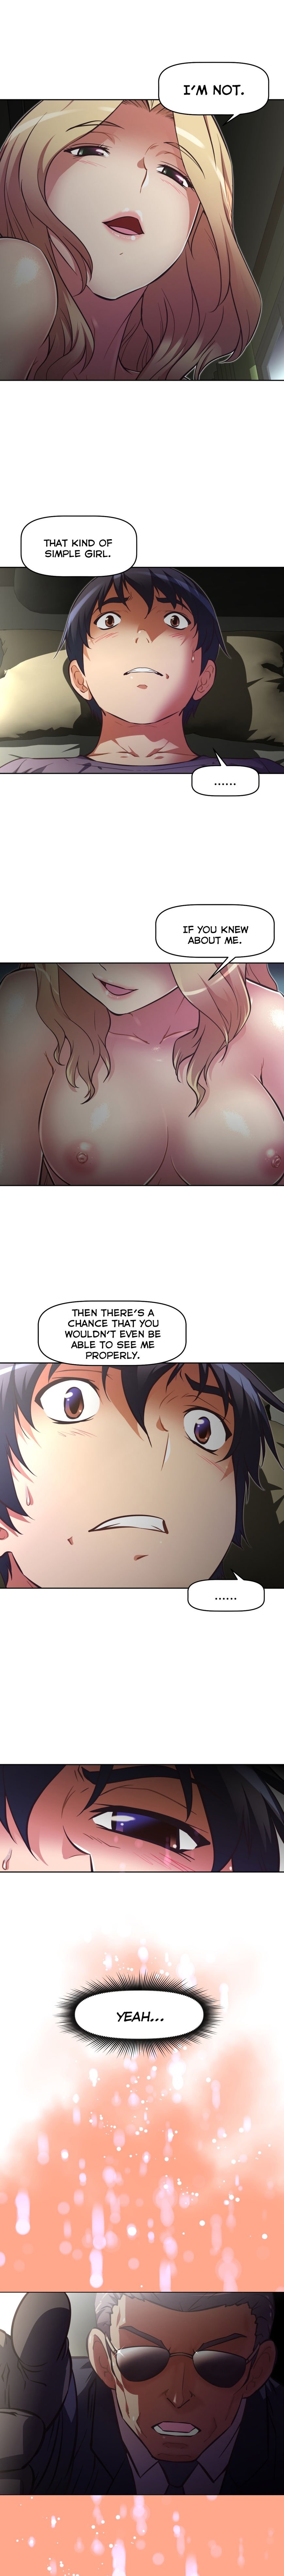 I'M NOT.
THAT KIND OF
SIMPLE GIRL.
......
IF YOU KNEW
ABOUT ME.
THEN THERE'S A
CHANCE THAT YOU
WOULDN'T EVEN BE
ABLE TO SEE ME
PROPERLY.
......
YEAH...